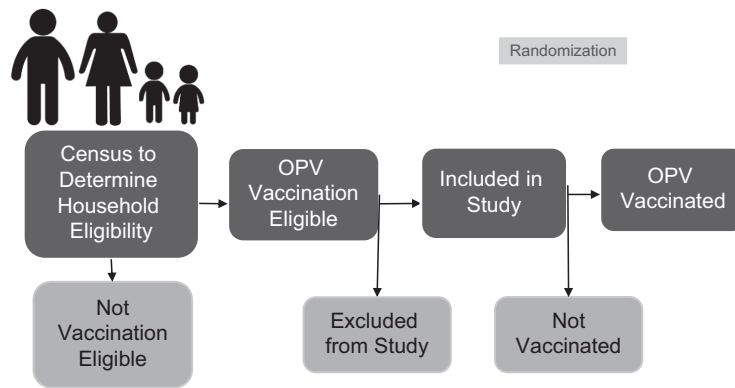 Randomization
Census to
Determine
Household
Eligibility
OPV
Vaccination
Eligible
Included in
Study
OPV
Vaccinated
Not
Vaccination
Eligible
Excluded
from Study
Not
Vaccinated